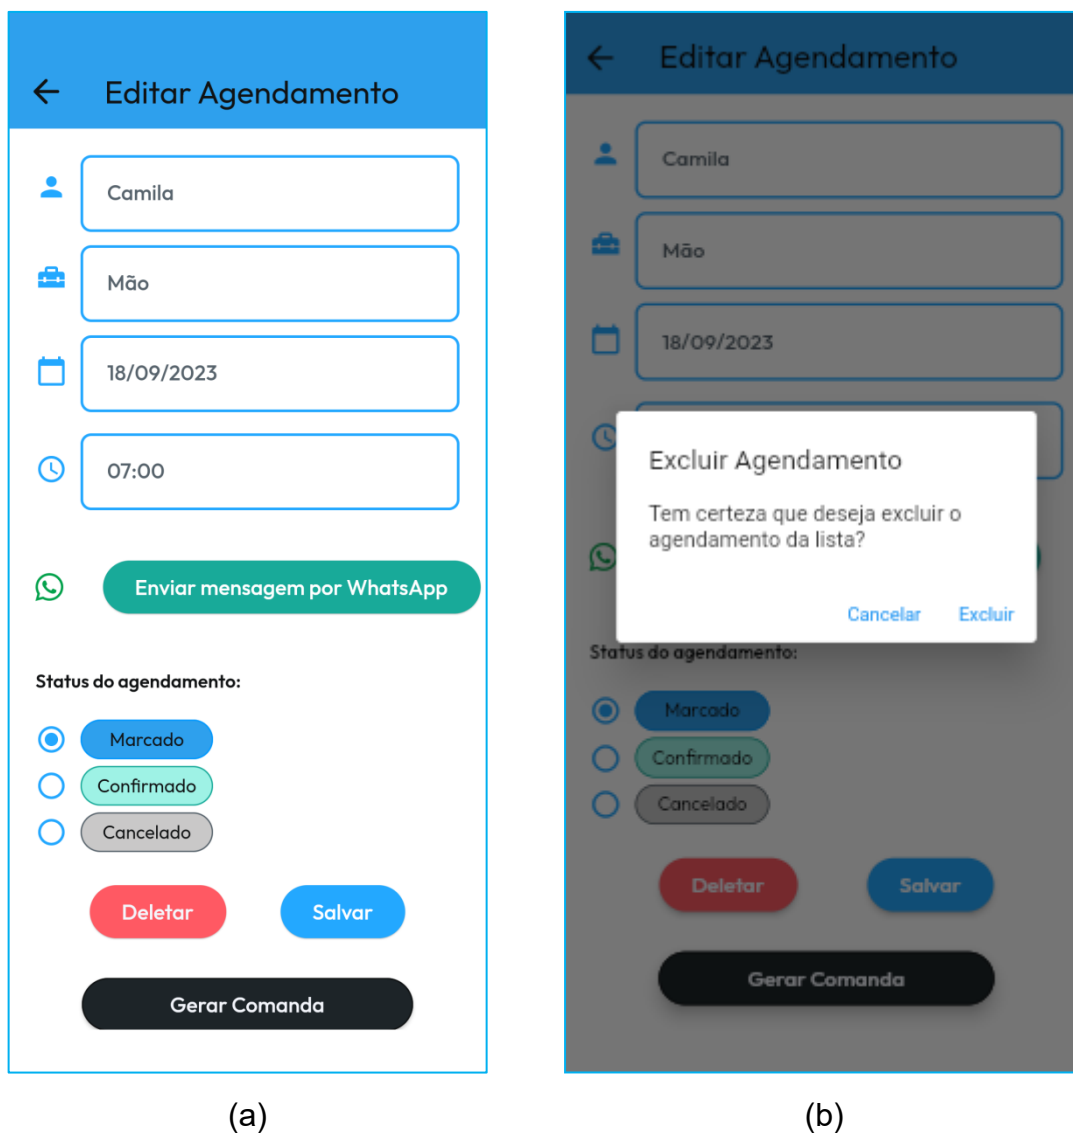 Editar Agendamento
Camila
Mão
18/09/2023
07:00
Enviar mensagem por WhatsApp
Status do agendamento:
Marcado
Confirmado
Cancelado
Deletar
Salvar
Gerar Comanda
(a)
Editar Agendamento
Camila
Mão
18/09/2023
Excluir Agendamento
Tem certeza que deseja excluir o
agendamento da lista?
Cancelar
Excluir
Status do agendamento:
Marcado
Confirmado
Cancelado
Deletar
Salvar
Gerar Comanda
(b)